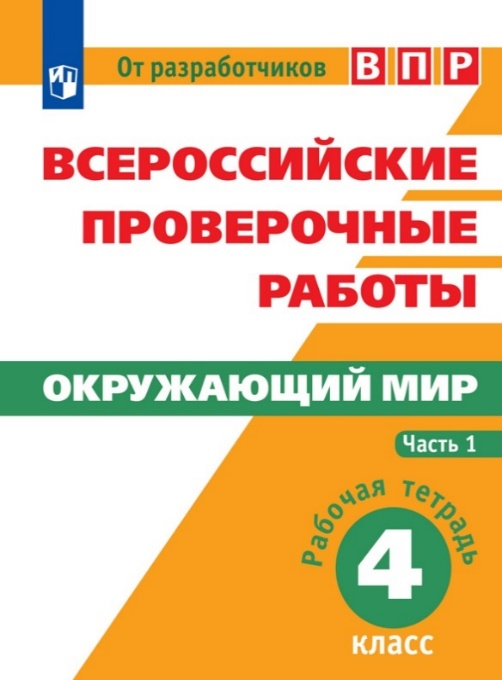 От разработчиков ВПР
ВСЕРОССИЙСКИЕ
ПРОВЕРОЧНЫЕ
РАБОТЫ
ОКРУЖАЮЩИЙ МИР
Часть 1
Рабочая тетрадь
4
класс